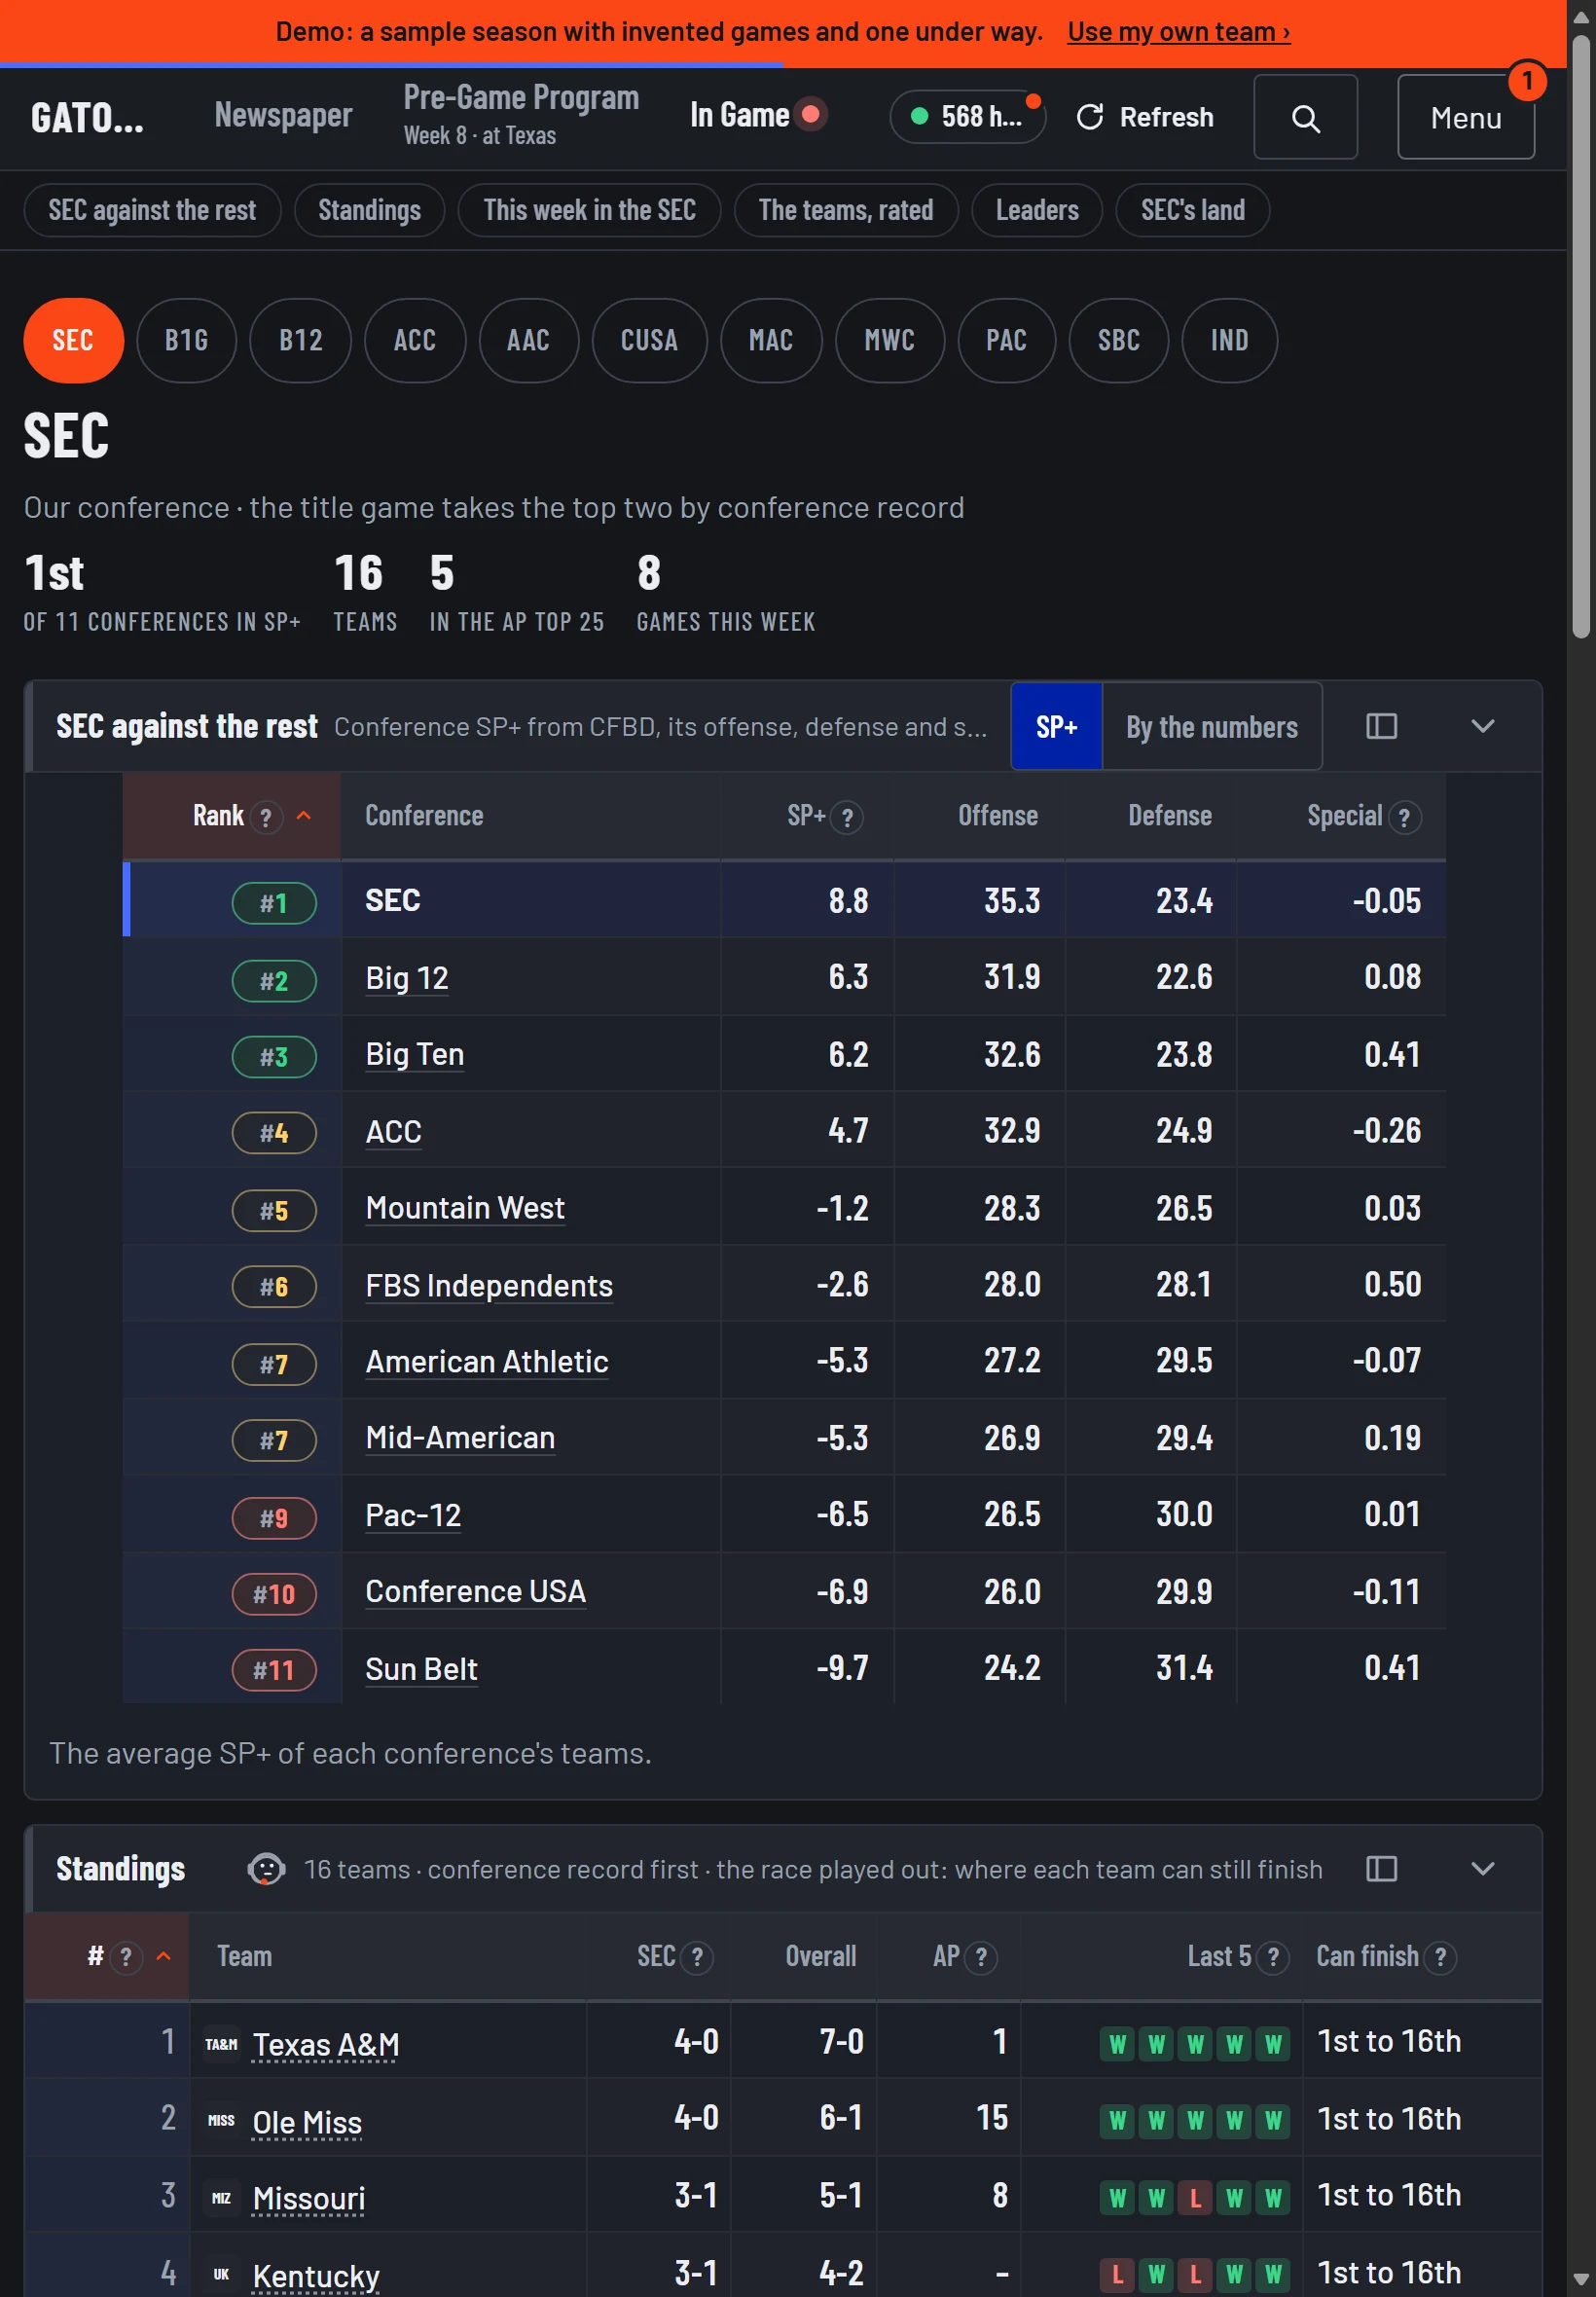 Demo: a sample season with invented games and one under way. Use my own team ›
GATO... Newspaper Pre-Game Program In Game 568 h... Refresh Menu 1
Week 8 · at Texas
SEC against the rest Standings This week in the SEC The teams, rated Leaders SEC's land
SEC B1G B12 ACC AAC CUSA MAC MWC PAC SBC IND
SEC
Our conference · the title game takes the top two by conference record
1st 16 5 8
OF 11 CONFERENCES IN SP+ TEAMS IN THE AP TOP 25 GAMES THIS WEEK
SEC against the rest Conference SP+ from CFBD, its offense, defense and s... SP+ By the numbers
Rank ? Conference SP+ ? Offense Defense Special ?
#1 SEC 8.8 35.3 23.4 -0.05
#2 Big 12 6.3 31.9 22.6 0.08
#3 Big Ten 6.2 32.6 23.8 0.41
#4 ACC 4.7 32.9 24.9 -0.26
#5 Mountain West -1.2 28.3 26.5 0.03
#6 FBS Independents -2.6 28.0 28.1 0.50
#7 American Athletic -5.3 27.2 29.5 -0.07
#7 Mid-American -5.3 26.9 29.4 0.19
#9 Pac-12 -6.5 26.5 30.0 0.01
#10 Conference USA -6.9 26.0 29.9 -0.11
#11 Sun Belt -9.7 24.2 31.4 0.41
The average SP+ of each conference's teams.
Standings 16 teams · conference record first · the race played out: where each team can still finish
# ? Team SEC ? Overall AP ? Last 5 ? Can finish ?
1 TA&M Texas A&M 4-0 7-0 1 W W W W W 1st to 16th
2 MISS Ole Miss 4-0 6-1 15 W W W W W 1st to 16th
3 MIZ Missouri 3-1 5-1 8 W W L W W 1st to 16th
4 UK Kentucky 3-1 4-2 - L W L W W 1st to 16th